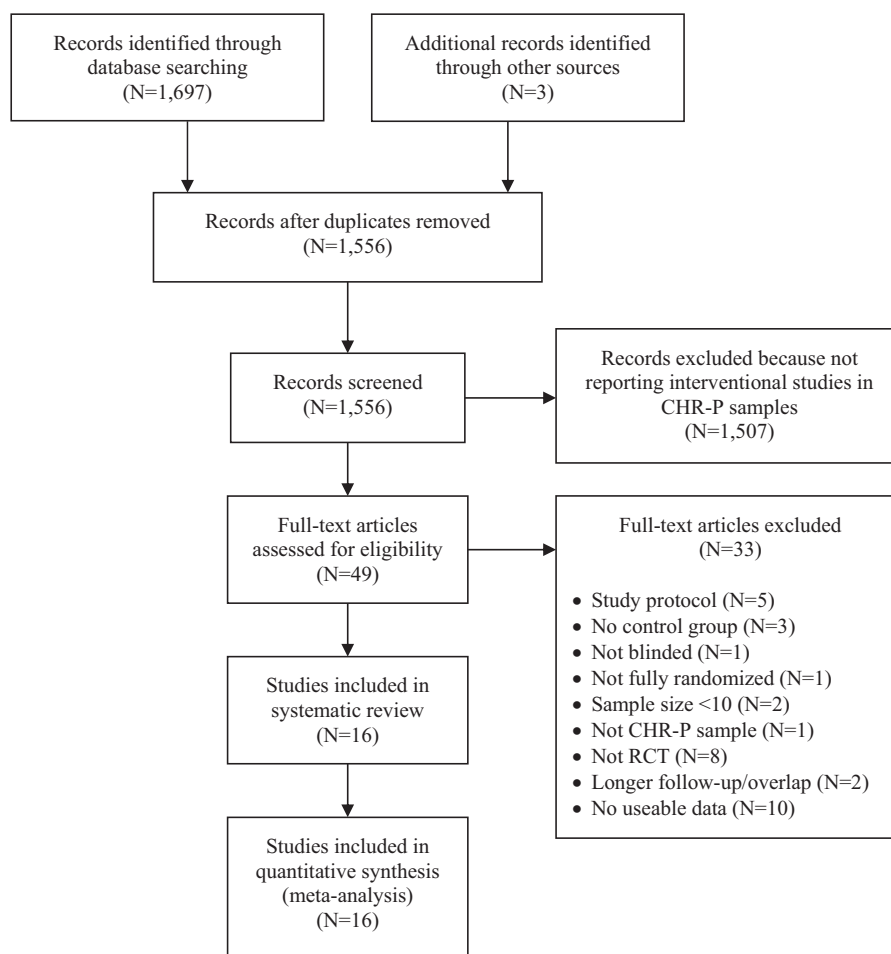 Records identified through
database searching
(N=1,697)
Additional records identified
through other sources
(N=3)
Records after duplicates removed
(N=1,556)
Records screened
(N=1,556)
Records excluded because not
reporting interventional studies in
CHR-P samples
(N=1,507)
Full-text articles
assessed for eligibility
(N=49)
Full-text articles excluded
(N=33)
• Study protocol (N=5)
• No control group (N=3)
• Not blinded (N=1)
• Not fully randomized (N=1)
• Sample size <10 (N=2)
• Not CHR-P sample (N=1)
• Not RCT (N=8)
• Longer follow-up/overlap (N=2)
• No useable data (N=10)
Studies included in
systematic review
(N=16)
Studies included in
quantitative synthesis
(meta-analysis)
(N=16)